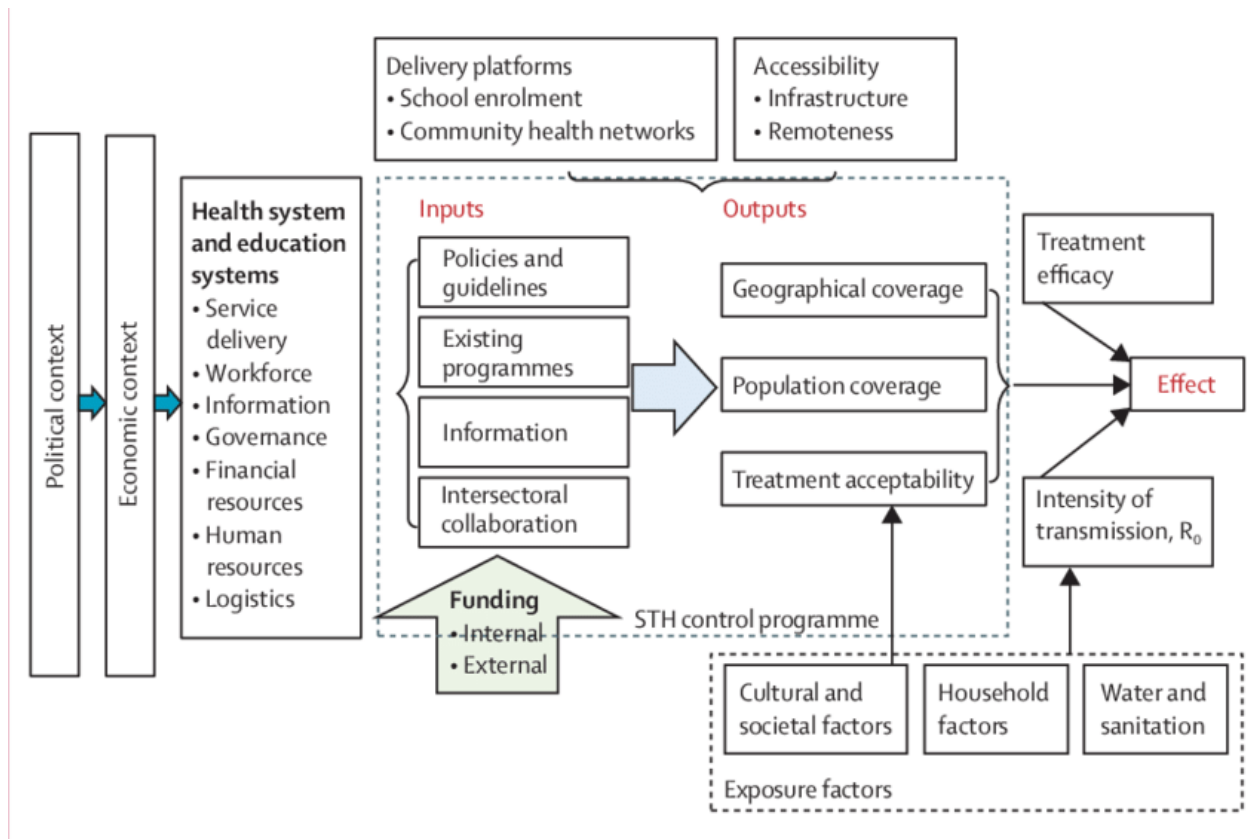 Delivery platforms
• School enrolment
• Community health networks
Accessibility
• Infrastructure
• Remoteness
Political context
Economic context
Health system
and education
systems
• Service
delivery
• Workforce
• Information
• Governance
• Financial
resources
• Human
resources
• Logistics
Inputs
Policies and
guidelines
Existing
programmes
Information
Intersectoral
collaboration
Funding
• Internal
• External
Outputs
Geographical coverage
Population coverage
Treatment acceptability
STH control programme
Treatment
efficacy
Effect
Intensity of
transmission, R₀
Cultural and
societal factors
Household
factors
Water and
sanitation
Exposure factors